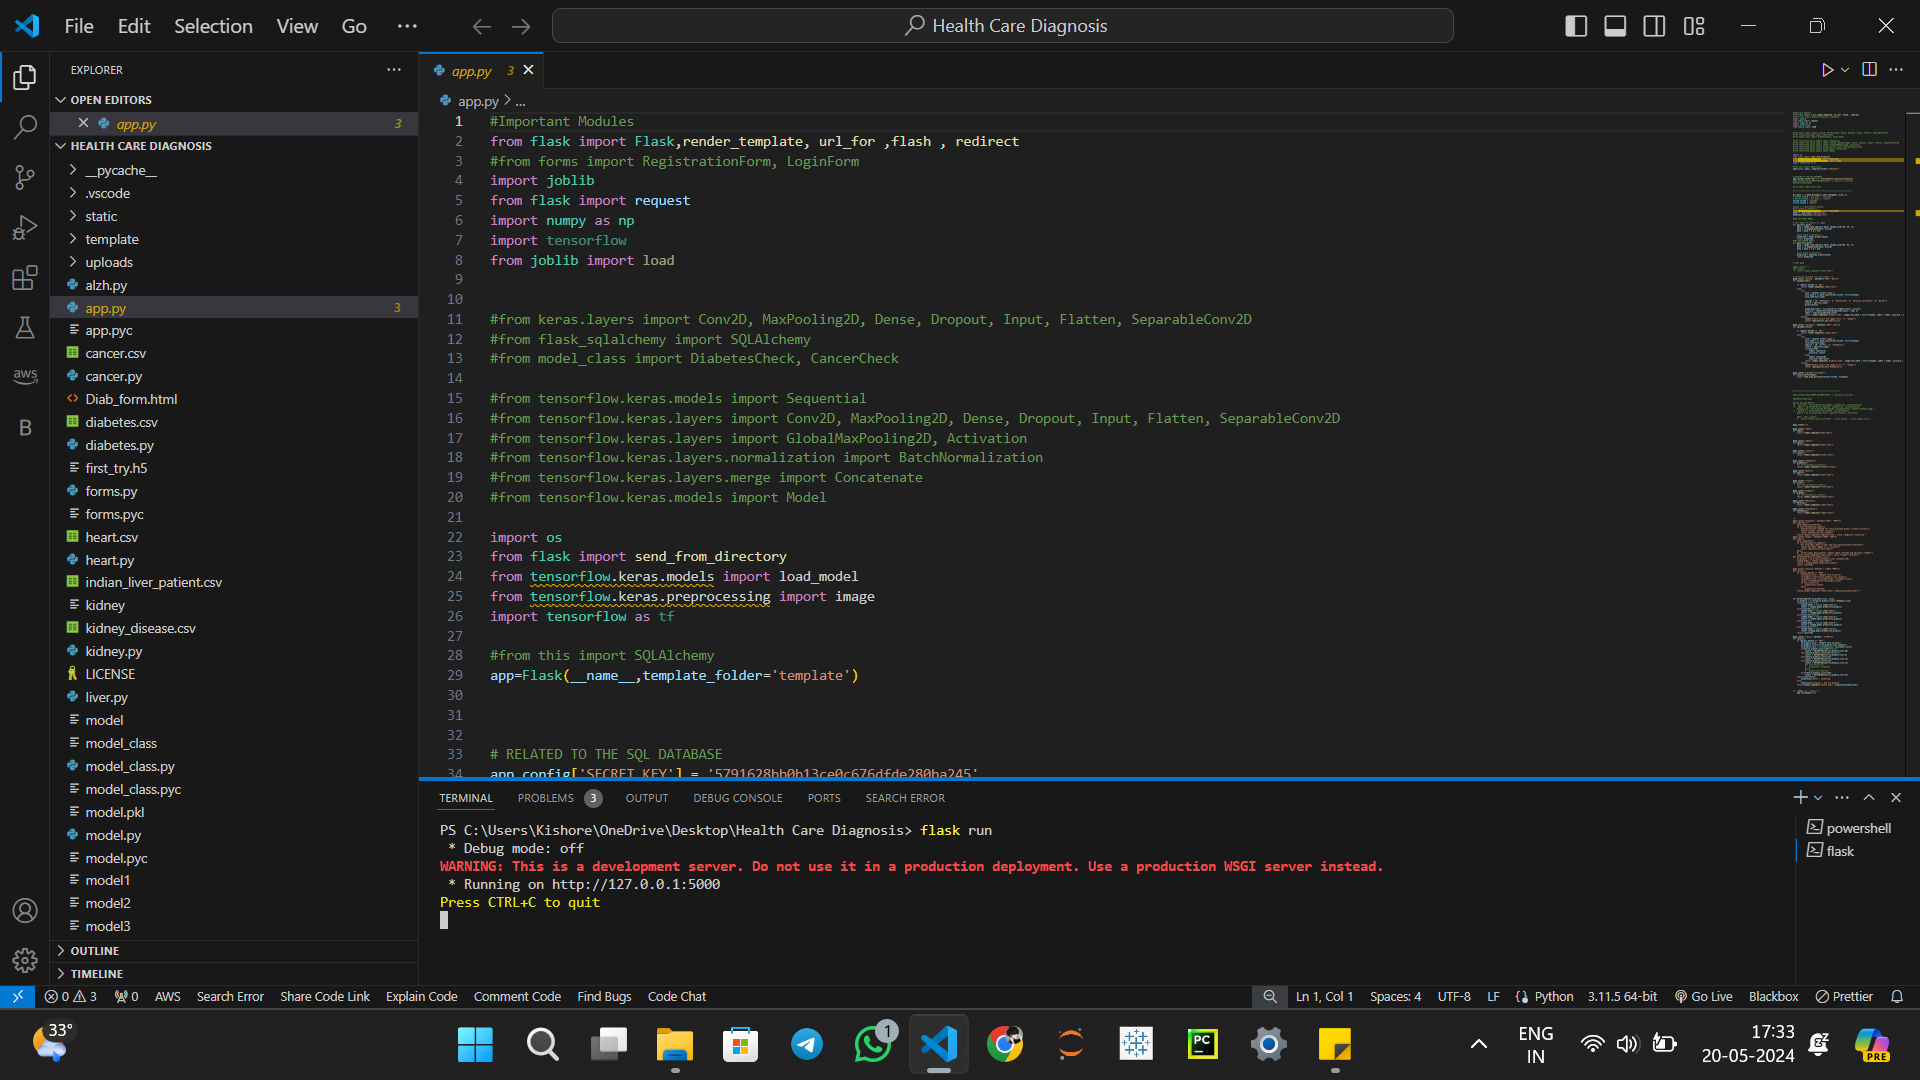 File Edit Selection View Go ...
Health Care Diagnosis
EXPLORER
OPEN EDITORS
app.py 3
HEALTH CARE DIAGNOSIS
__pycache__
.vscode
static
template
uploads
alzh.py
app.py 3
app.pyc
cancer.csv
cancer.py
Diab_form.html
diabetes.csv
diabetes.py
first_try.h5
forms.py
forms.pyc
heart.csv
heart.py
indian_liver_patient.csv
kidney
kidney_disease.csv
kidney.py
LICENSE
liver.py
model
model_class
model_class.py
model_class.pyc
model.pkl
model.py
model.pyc
model1
model2
model3
OUTLINE
TIMELINE
aws
B
app.py 3
app.py > ...
1 #Important Modules
2 from flask import Flask,render_template, url_for ,flash , redirect
3 #from forms import RegistrationForm, LoginForm
4 import joblib
5 from flask import request
6 import numpy as np
7 import tensorflow
8 from joblib import load
9
10
11 #from keras.layers import Conv2D, MaxPooling2D, Dense, Dropout, Input, Flatten, SeparableConv2D
12 #from flask_sqlalchemy import SQLAlchemy
13 #from model_class import DiabetesCheck, CancerCheck
14
15 #from tensorflow.keras.models import Sequential
16 #from tensorflow.keras.layers import Conv2D, MaxPooling2D, Dense, Dropout, Input, Flatten, SeparableConv2D
17 #from tensorflow.keras.layers import GlobalMaxPooling2D, Activation
18 #from tensorflow.keras.layers.normalization import BatchNormalization
19 #from tensorflow.keras.layers.merge import Concatenate
20 #from tensorflow.keras.models import Model
21
22 import os
23 from flask import send_from_directory
24 from tensorflow.keras.models import load_model
25 from tensorflow.keras.preprocessing import image
26 import tensorflow as tf
27
28 #from this import SQLAlchemy
29 app=Flask(__name__,template_folder='template')
30
31
32
33 # RELATED TO THE SQL DATABASE
34 app.config['SECRET_KEY'] = '5791628bb0b13ce0c676dfde280ba245'
TERMINAL PROBLEMS 3 OUTPUT DEBUG CONSOLE PORTS SEARCH ERROR
PS C:\Users\Kishore\OneDrive\Desktop\Health Care Diagnosis> flask run
* Debug mode: off
WARNING: This is a development server. Do not use it in a production deployment. Use a production WSGI server instead.
* Running on http://127.0.0.1:5000
Press CTRL+C to quit
powershell
flask
0 3 0 AWS Search Error Share Code Link Explain Code Comment Code Find Bugs Code Chat
Ln 1, Col 1 Spaces: 4 UTF-8 LF Python 3.11.5 64-bit Go Live Blackbox Prettier
33°
1
PC
ENG
IN
17:33
20-05-2024
PRE